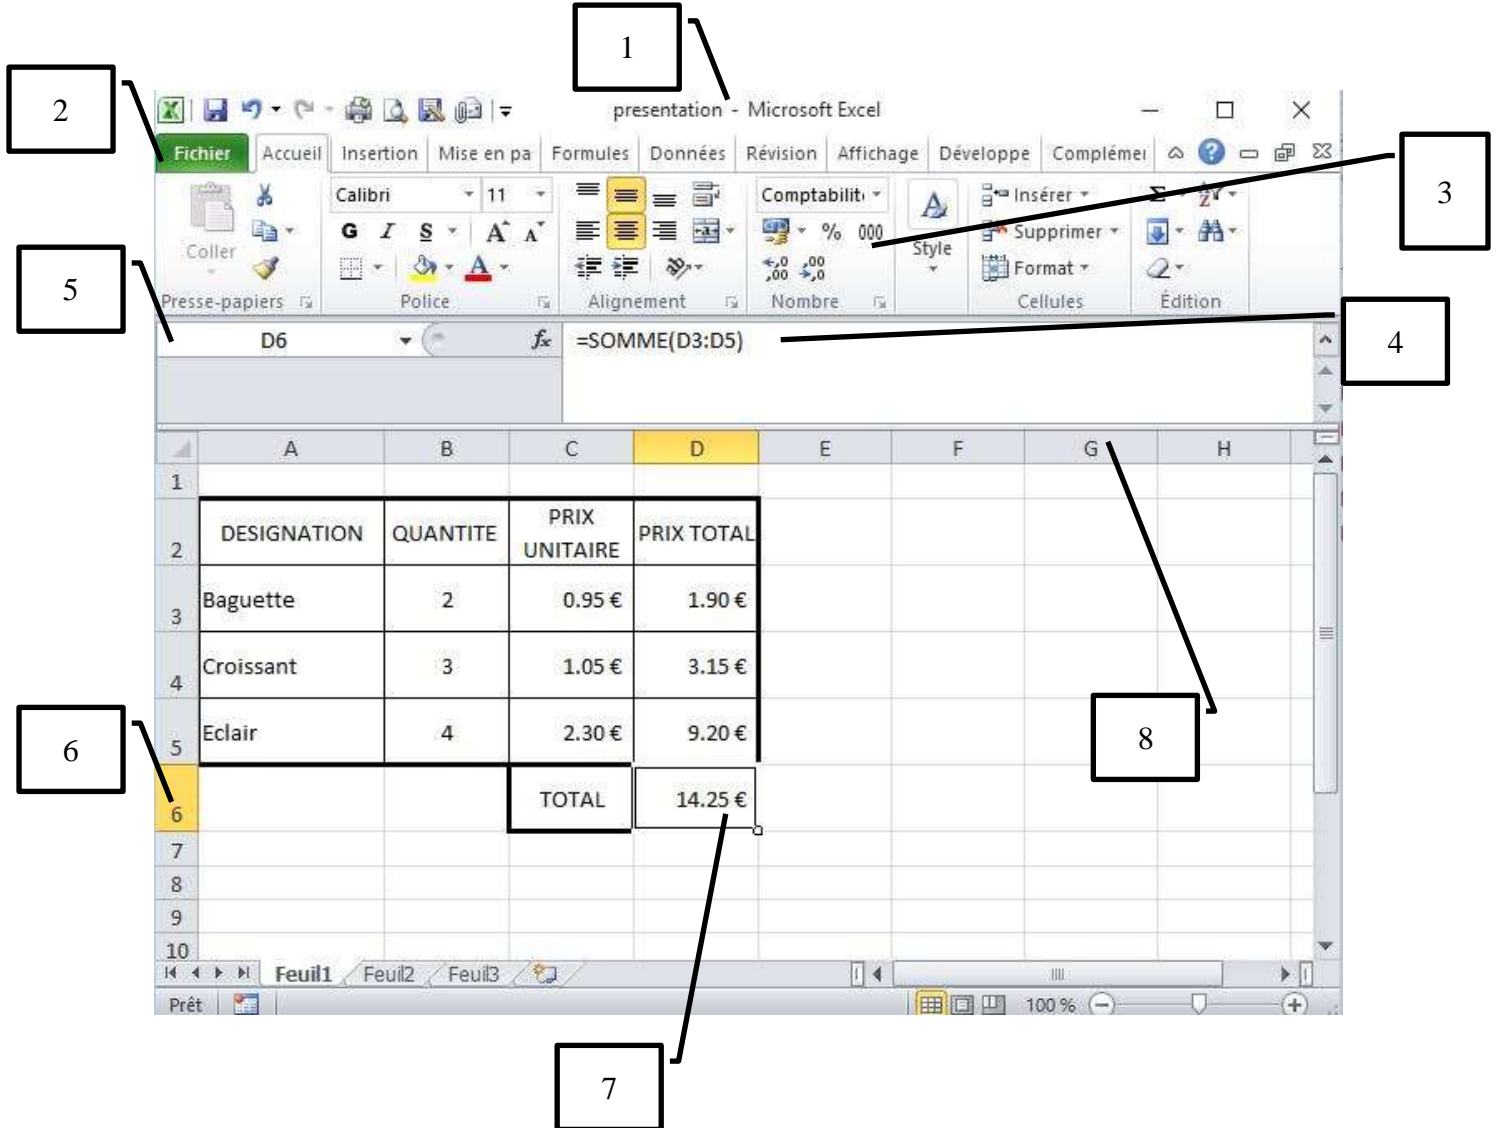 1
2
presentation - Microsoft Excel
Fichier Accueil Insertion Mise en pa Formules Données Révision Affichage Développe Complémei
3
Calibri 11 Comptabilit Insérer Σ
Coller G I S A A % 000 Style Supprimer
,00 ,00 Format
Presse-papiers Police Alignement Nombre Cellules Édition
5
D6 fx =SOMME(D3:D5)
4
A B C D E F G H
1
2 DESIGNATION QUANTITE PRIX UNITAIRE PRIX TOTAL
3 Baguette 2 0.95 € 1.90 €
4 Croissant 3 1.05 € 3.15 €
5 Eclair 4 2.30 € 9.20 €
6
8
6 TOTAL 14.25 €
7
8
9
10
Feuil1 Feuil2 Feuil3
Prêt 100 %
7